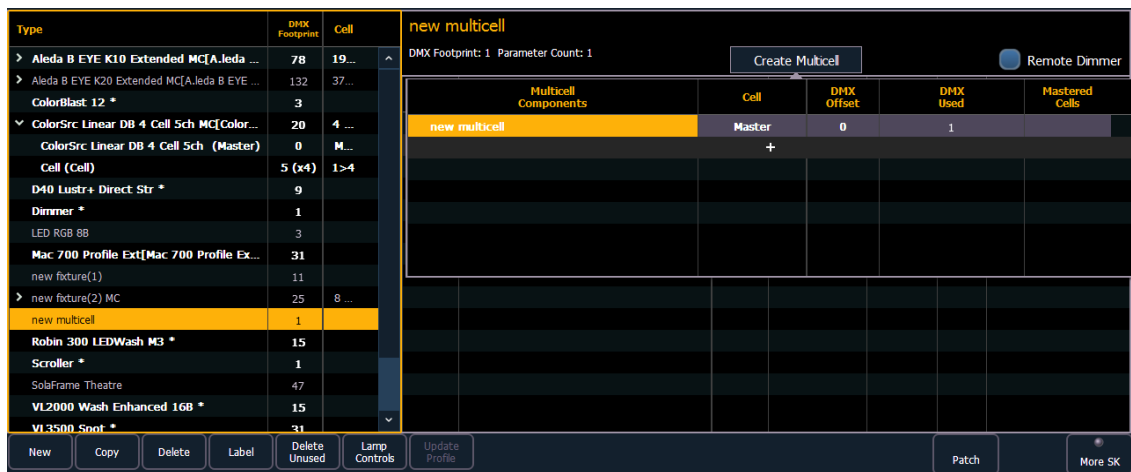 Type DMX Footprint Cell
> Aleda B EYE K10 Extended MC[A.leda ... 78 19...
> Aleda B EYE K20 Extended MC[A.leda B EYE ... 132 37...
ColorBlast 12 * 3
ColorSrc Linear DB 4 Cell 5ch MC[Color... 20 4 ...
ColorSrc Linear DB 4 Cell 5ch (Master) 0 M...
Cell (Cell) 5 (x4) 1>4
D40 Lustr+ Direct Str * 9
Dimmer * 1
LED RGB 8B 3
Mac 700 Profile Ext[Mac 700 Profile Ex... 31
new fixture(1) 11
> new fixture(2) MC 25 8 ...
new multicell 1
Robin 300 LEDWash M3 * 15
Scroller * 1
SolaFrame Theatre 47
VL2000 Wash Enhanced 16B * 15
VL3500 Spot * 31
new multicell
DMX Footprint: 1 Parameter Count: 1
Create Multicell
Remote Dimmer
Multicell Components Cell DMX Offset DMX Used Mastered Cells
new multicell Master 0 1
+
New Copy Delete Label Delete Unused Lamp Controls Update Profile Patch More SK